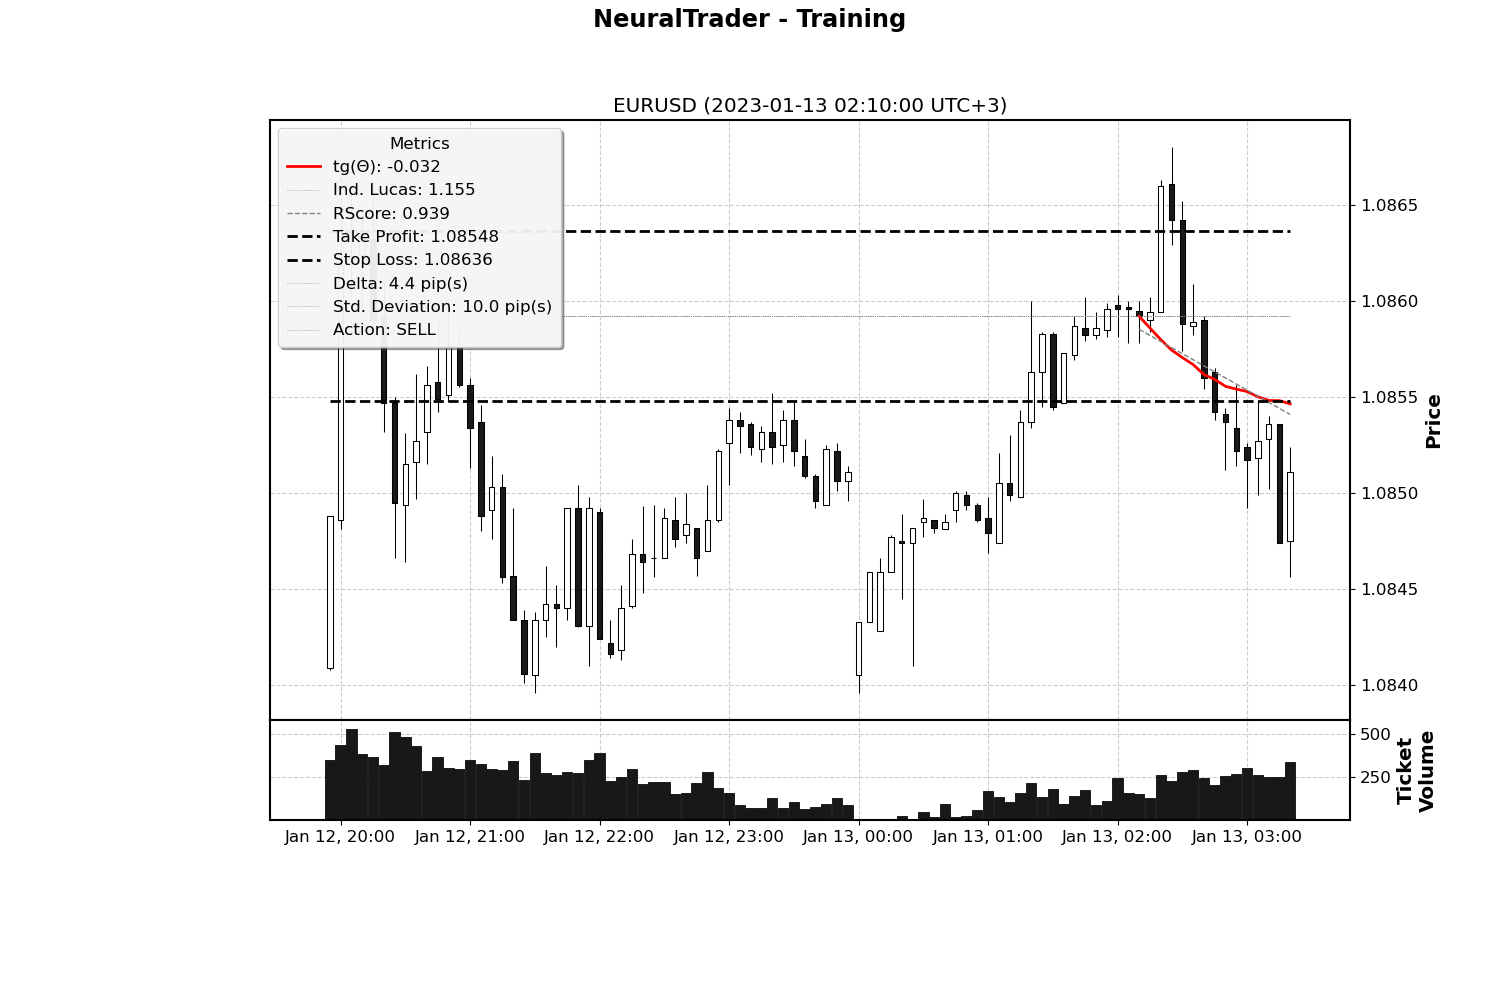 NeuralTrader - Training
EURUSD (2023-01-13 02:10:00 UTC+3)
Metrics
tg(Θ): -0.032
Ind. Lucas: 1.155
RScore: 0.939
Take Profit: 1.08548
Stop Loss: 1.08636
Delta: 4.4 pip(s)
Std. Deviation: 10.0 pip(s)
Action: SELL
1.0865
1.0860
1.0855
1.0850
1.0845
1.0840
Price
500
250
Ticket
Volume
Jan 12, 20:00
Jan 12, 21:00
Jan 12, 22:00
Jan 12, 23:00
Jan 13, 00:00
Jan 13, 01:00
Jan 13, 02:00
Jan 13, 03:00